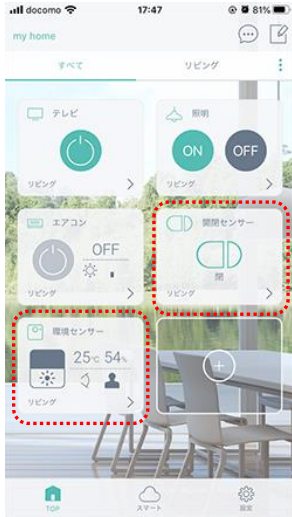 docomo 17:47 81%
my home
すべて リビング
テレビ 照明
ON OFF
リビング リビング
エアコン 開閉センサー
OFF
閉
リビング リビング
環境センサー
25℃ 54%
リビング
TOP スマート 設定